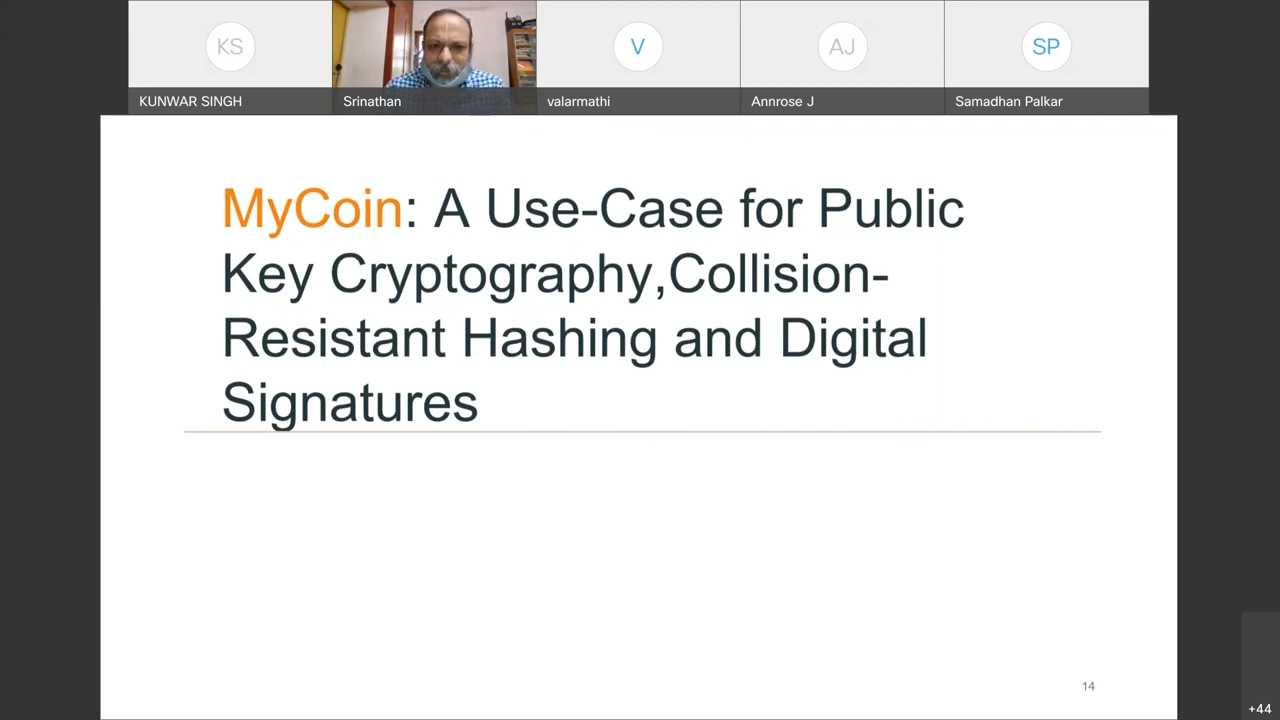 KS
V
AJ
SP
KUNWAR SINGH
Srinathan
valarmathi
Annrose J
Samadhan Palkar
MyCoin: A Use-Case for Public
Key Cryptography,Collision-
Resistant Hashing and Digital
Signatures
14
+44